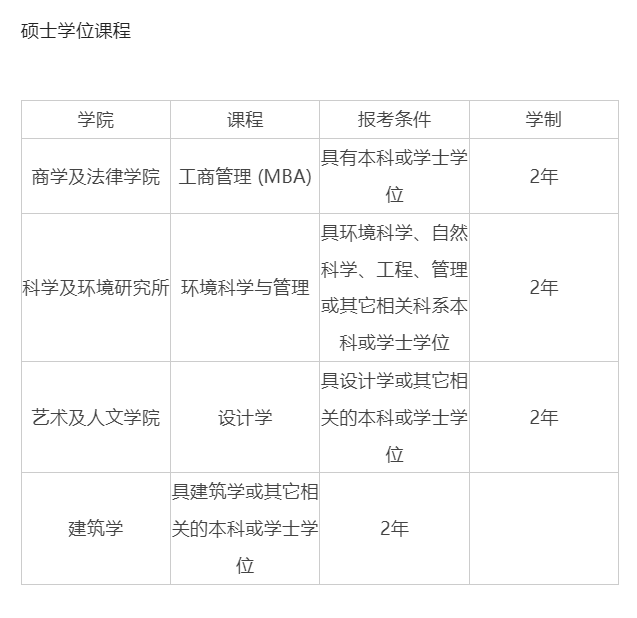 硕士学位课程
学院 课程 报考条件 学制
商学及法律学院 工商管理 (MBA) 具有本科或学士学
位 2年
科学及环境研究所 环境科学与管理 具环境科学、自然
科学、工程、管理
或其它相关科系本
科或学士学位 2年
艺术及人文学院 设计学 具设计学或其它相
关的本科或学士学
位 2年
建筑学 具建筑学或其它相
关的本科或学士学
位 2年